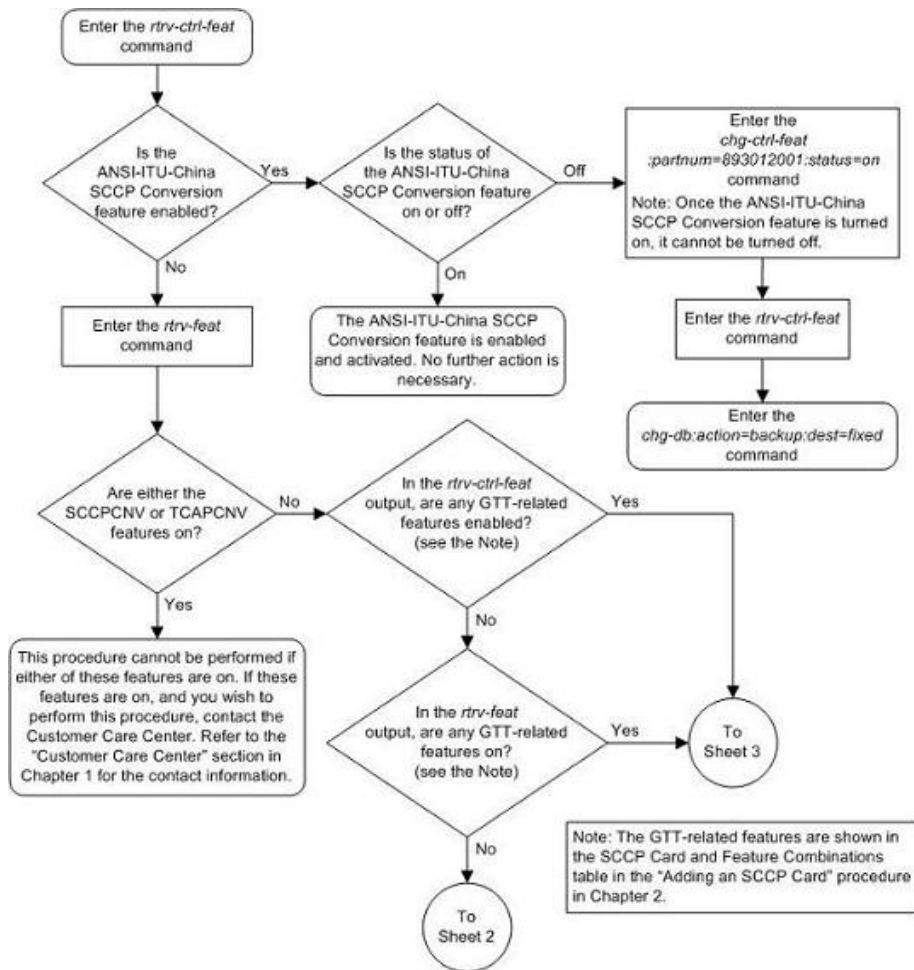 Enter the rtrv-ctrl-feat
command
Is the
ANSI-ITU-China
SCCP Conversion
feature enabled?
Yes
Is the status of
the ANSI-ITU-China
SCCP Conversion feature
on or off?
Off
Enter the
chg-ctrl-feat
:partnum=893012001:status=on
command
Note: Once the ANSI-ITU-China
SCCP Conversion feature is turned
on, it cannot be turned off.
No
On
Enter the rtrv-feat
command
The ANSI-ITU-China SCCP
Conversion feature is enabled
and activated. No further action is
necessary.
Enter the rtrv-ctrl-feat
command
Enter the
chg-db:action=backup:dest=fixed
command
Are either the
SCCPCNV or TCAPCNV
features on?
No
In the rtrv-ctrl-feat
output, are any GTT-related
features enabled?
(see the Note)
Yes
Yes
No
This procedure cannot be performed if
either of these features are on. If these
features are on, and you wish to
perform this procedure, contact the
Customer Care Center. Refer to the
“Customer Care Center” section in
Chapter 1 for the contact information.
In the rtrv-feat
output, are any GTT-related
features on?
(see the Note)
Yes
To
Sheet 3
No
Note: The GTT-related features are shown in
the SCCP Card and Feature Combinations
table in the “Adding an SCCP Card” procedure
in Chapter 2.
To
Sheet 2